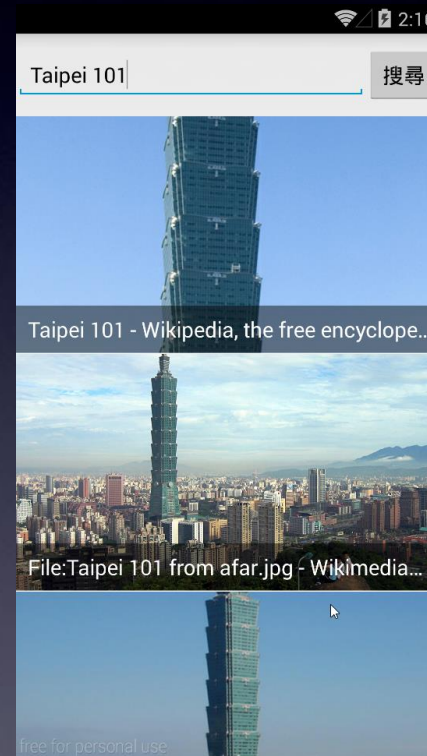 2:10
Taipei 101
搜尋
Taipei 101 - Wikipedia, the free encyclope...
File:Taipei 101 from afar.jpg - Wikimedia...
free for personal use